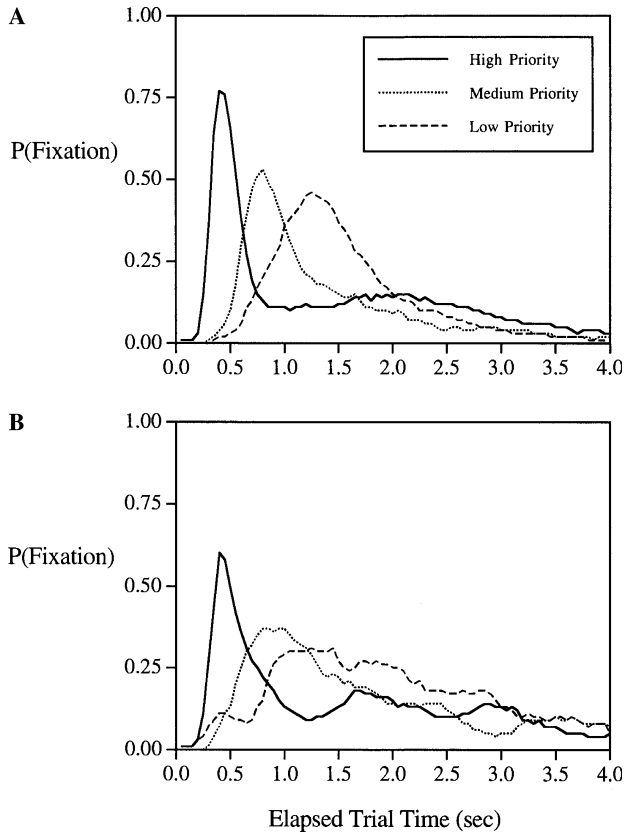 A
1.00
High Priority
Medium Priority
Low Priority
0.75
P(Fixation)
0.50
0.25
0.00
0.0 0.5 1.0 1.5 2.0 2.5 3.0 3.5 4.0
B
1.00
0.75
P(Fixation)
0.50
0.25
0.00
0.0 0.5 1.0 1.5 2.0 2.5 3.0 3.5 4.0
Elapsed Trial Time (sec)